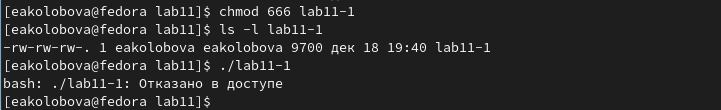 [eakolobova@fedora lab11]$ chmod 666 lab11-1
[eakolobova@fedora lab11]$ ls -l lab11-1
-rw-rw-rw-. 1 eakolobova eakolobova 9700 дек 18 19:40 lab11-1
[eakolobova@fedora lab11]$ ./lab11-1
bash: ./lab11-1: Отказано в доступе
[eakolobova@fedora lab11]$